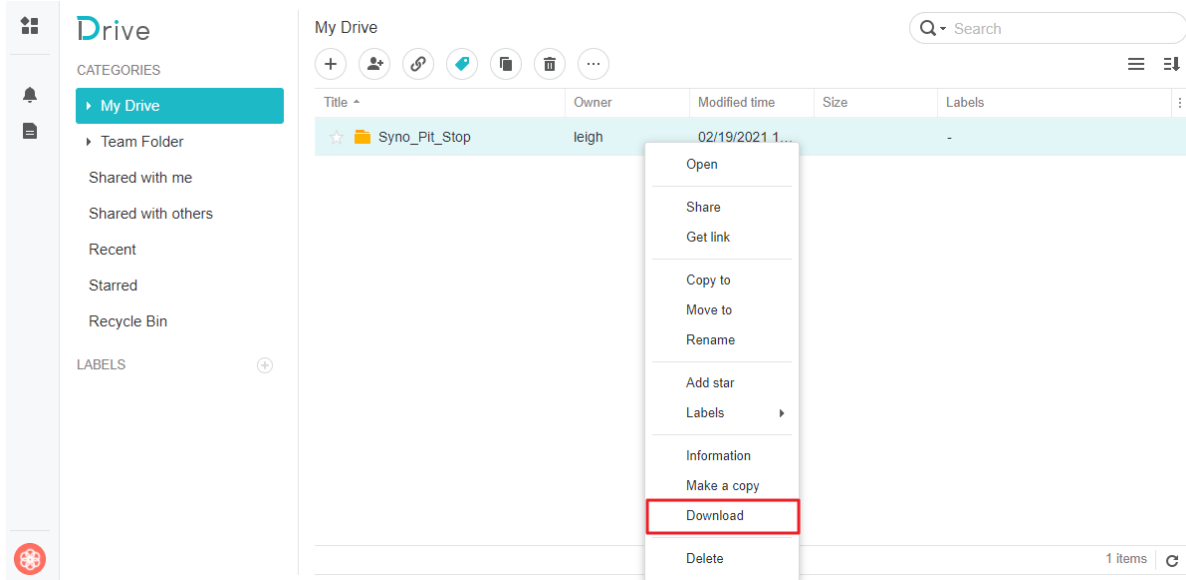 Drive
CATEGORIES
My Drive
Team Folder
Shared with me
Shared with others
Recent
Starred
Recycle Bin
LABELS
My Drive
Search
Title Owner Modified time Size Labels
Syno_Pit_Stop leigh 02/19/2021 1... -
Open
Share
Get link
Copy to
Move to
Rename
Add star
Labels
Information
Make a copy
Download
Delete
1 items